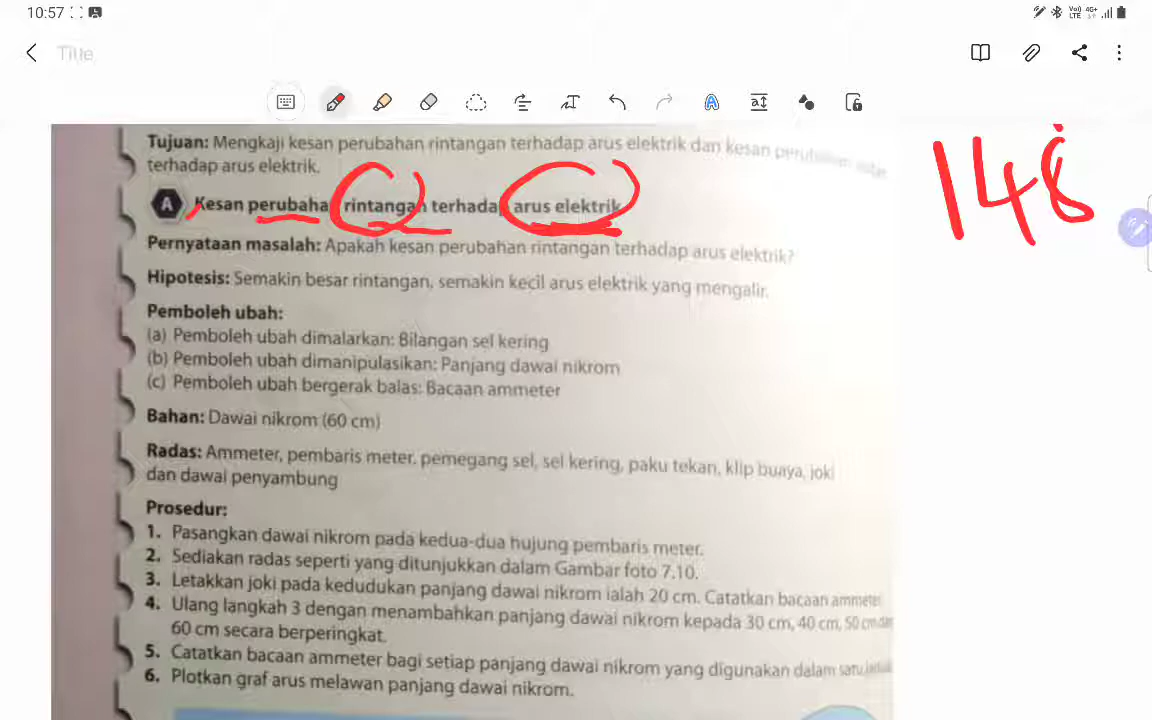 10:57
Title
Tujuan: Mengkaji kesan perubahan rintangan terhadap arus elektrik dan kesan perubahan
terhadap arus elektrik.
148
A Kesan perubaha rintangan terhada arus elektrik
Pernyataan masalah: Apakah kesan perubahan rintangan terhadap arus elektrik?
Hipotesis: Semakin besar rintangan, semakin kecil arus elektrik yang mengalir.
Pemboleh ubah:
(a) Pemboleh ubah dimalarkan: Bilangan sel kering
(b) Pemboleh ubah dimanipulasikan: Panjang dawai nikrom
(c) Pemboleh ubah bergerak balas: Bacaan ammeter
Bahan: Dawai nikrom (60 cm)
Radas: Ammeter, pembaris meter, pemegang sel, sel kering, paku tekan, klip buaya, joki
dan dawai penyambung
Prosedur:
1. Pasangkan dawai nikrom pada kedua-dua hujung pembaris meter.
2. Sediakan radas seperti yang ditunjukkan dalam Gambar foto 7.10.
3. Letakkan joki pada kedudukan panjang dawai nikrom ialah 20 cm. Catatkan bacaan ammeter
4. Ulang langkah 3 dengan menambahkan panjang dawai nikrom kepada 30 cm, 40 cm, 50 cm dan
60 cm secara berperingkat.
5. Catatkan bacaan ammeter bagi setiap panjang dawai nikrom yang digunakan dalam satu
6. Plotkan graf arus melawan panjang dawai nikrom.